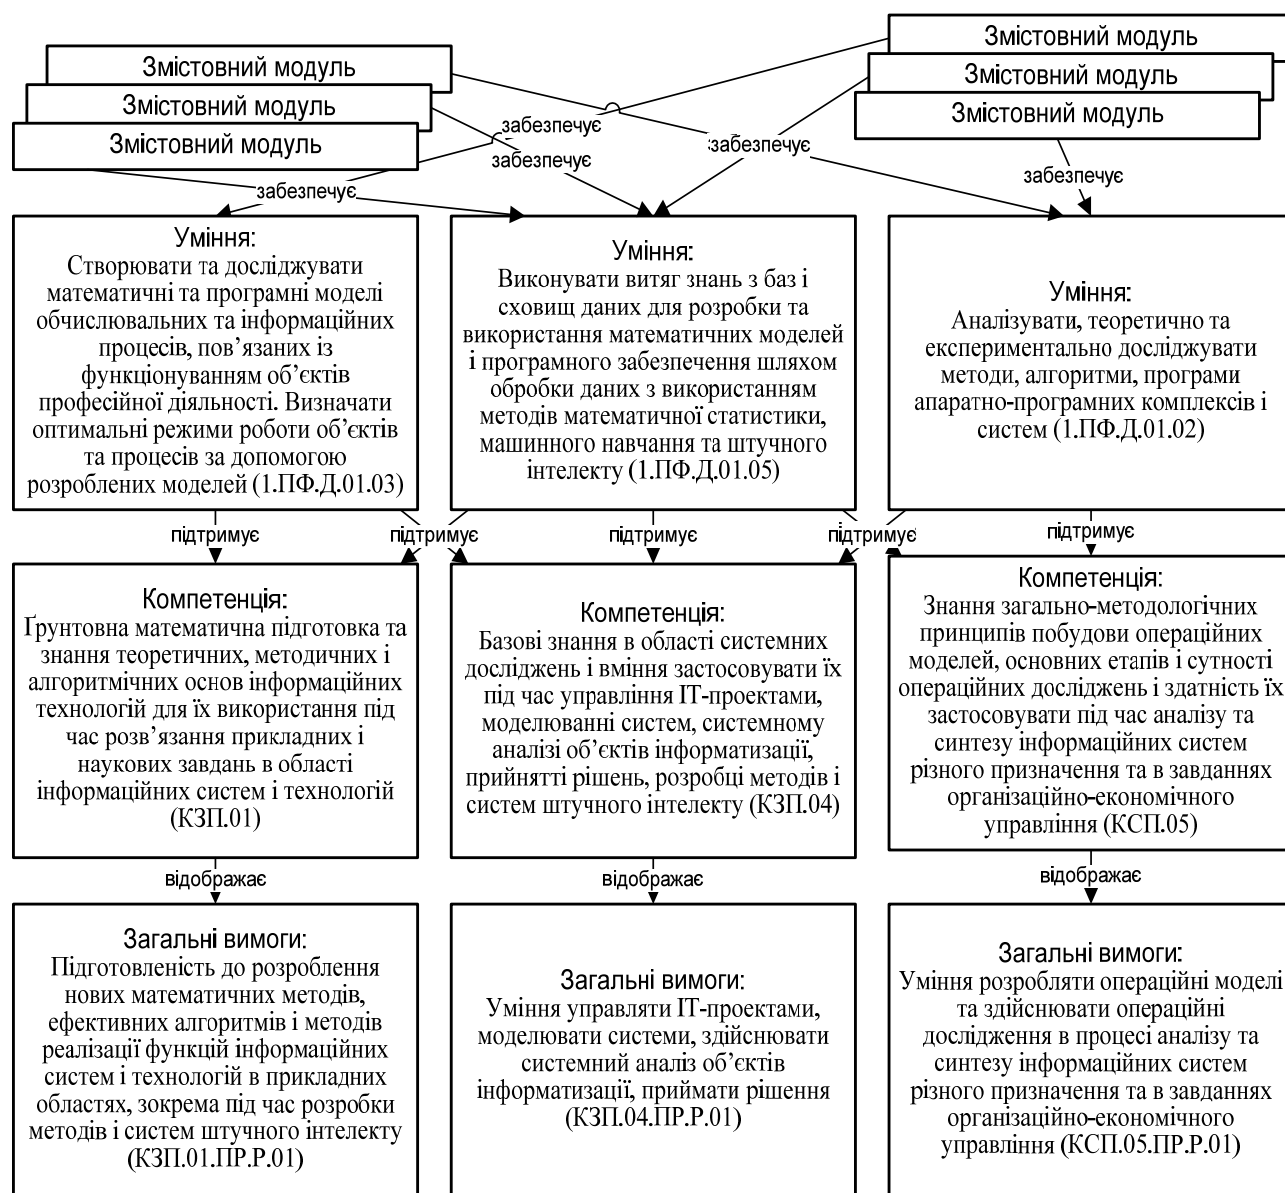 Змістовний модуль
Змістовний модуль
Змістовний модуль
Змістовний модуль
Змістовний модуль
Змістовний модуль
забезпечує
забезпечує
забезпечує
забезпечує
забезпечує
Уміння:
Створювати та досліджувати
математичні та програмні моделі
обчислювальних та інформаційних
процесів, пов’язаних із
функціонуванням об’єктів
професійної діяльності. Визначати
оптимальні режими роботи об’єктів
та процесів за допомогою
розроблених моделей (1.ПФ.Д.01.03)
Уміння:
Виконувати витяг знань з баз і
сховищ даних для розробки та
використання математичних моделей
і програмного забезпечення шляхом
обробки даних з використанням
методів математичної статистики,
машинного навчання та штучного
інтелекту (1.ПФ.Д.01.05)
Уміння:
Аналізувати, теоретично та
експериментально досліджувати
методи, алгоритми, програми
апаратно-програмних комплексів і
систем (1.ПФ.Д.01.02)
підтримує
підтримує
підтримує
підтримує
підтримує
Компетенція:
Ґрунтовна математична підготовка та
знання теоретичних, методичних і
алгоритмічних основ інформаційних
технологій для їх використання під
час розв’язання прикладних і
наукових завдань в області
інформаційних систем і технологій
(КЗП.01)
Компетенція:
Базові знання в області системних
досліджень і вміння застосовувати їх
під час управління ІТ-проектами,
моделюванні систем, системному
аналізі об’єктів інформатизації,
прийнятті рішень, розробці методів і
систем штучного інтелекту (КЗП.04)
Компетенція:
Знання загально-методологічних
принципів побудови операційних
моделей, основних етапів і сутності
операційних досліджень і здатність їх
застосовувати під час аналізу та
синтезу інформаційних систем
різного призначення та в завданнях
організаційно-економічного
управління (КСП.05)
відображає
відображає
відображає
Загальні вимоги:
Підготовленість до розроблення
нових математичних методів,
ефективних алгоритмів і методів
реалізації функцій інформаційних
систем і технологій в прикладних
областях, зокрема під час розробки
методів і систем штучного інтелекту
(КЗП.01.ПР.Р.01)
Загальні вимоги:
Уміння управляти ІТ-проектами,
моделювати системи, здійснювати
системний аналіз об’єктів
інформатизації, приймати рішення
(КЗП.04.ПР.Р.01)
Загальні вимоги:
Уміння розробляти операційні моделі
та здійснювати операційні
дослідження в процесі аналізу та
синтезу інформаційних систем
різного призначення та в завданнях
організаційно-економічного
управління (КСП.05.ПР.Р.01)